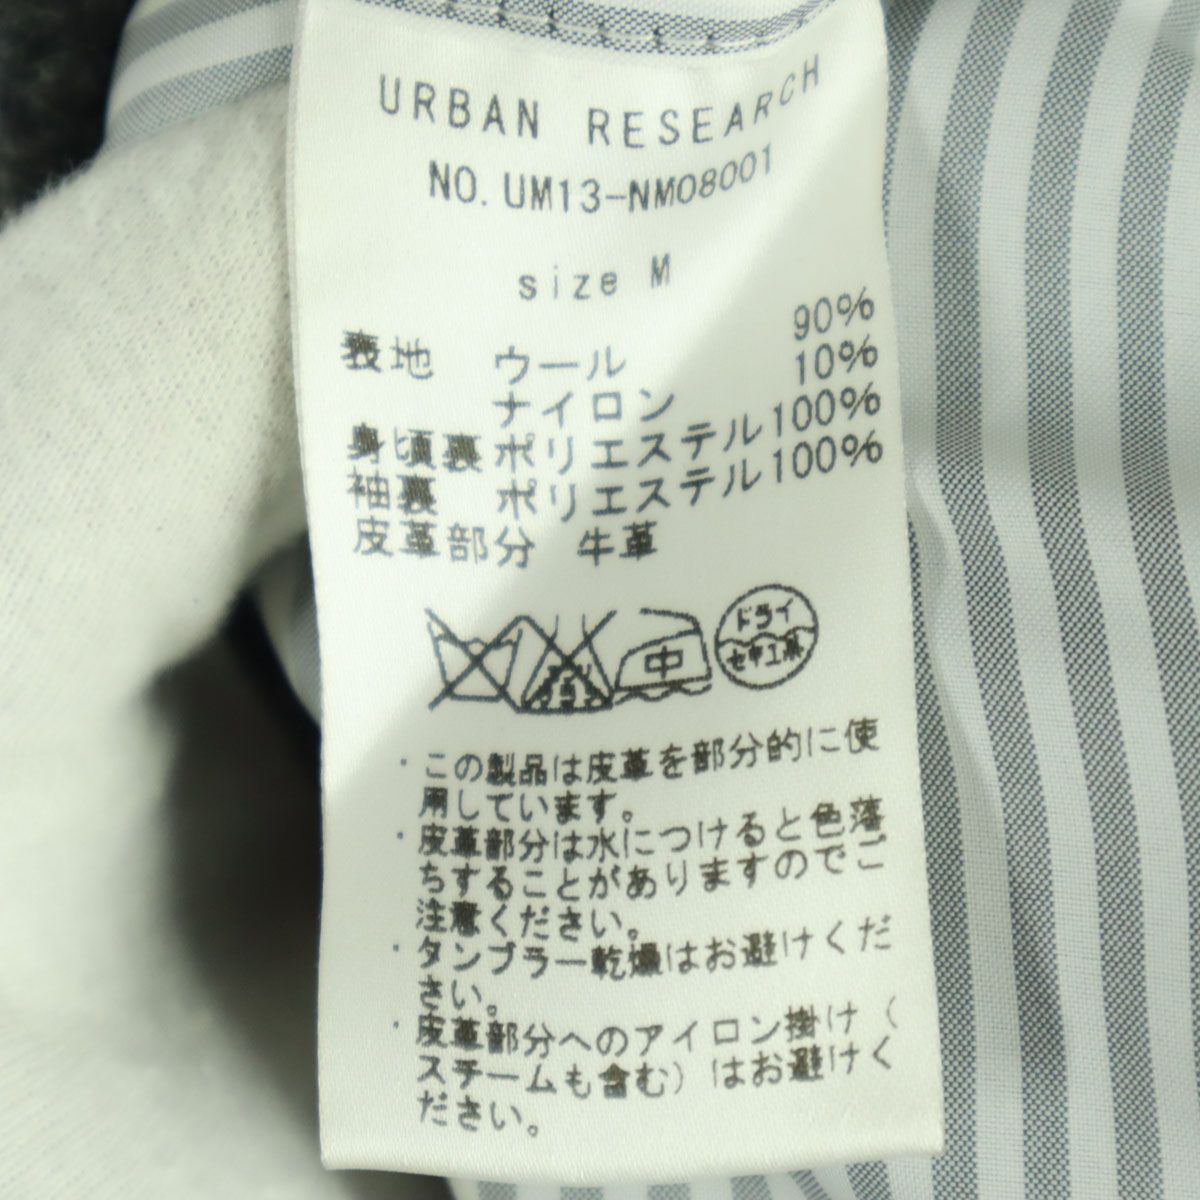 URBAN RESEARCH
NO. UM13-NM08001
size M
表地 ウール 90%
ナイロン 10%
身頃裏 ポリエステル 100%
袖裏 ポリエステル 100%
皮革部分 牛革
中
ドライ
セキユ系
・この製品は皮革を部分的に使
用しています。
・皮革部分は水につけると色落
ちすることがありますのでご
注意ください。
・タンブラー乾燥はお避けくだ
さい。
・皮革部分へのアイロン掛け（
スチームも含む）はお避けく
ださい。